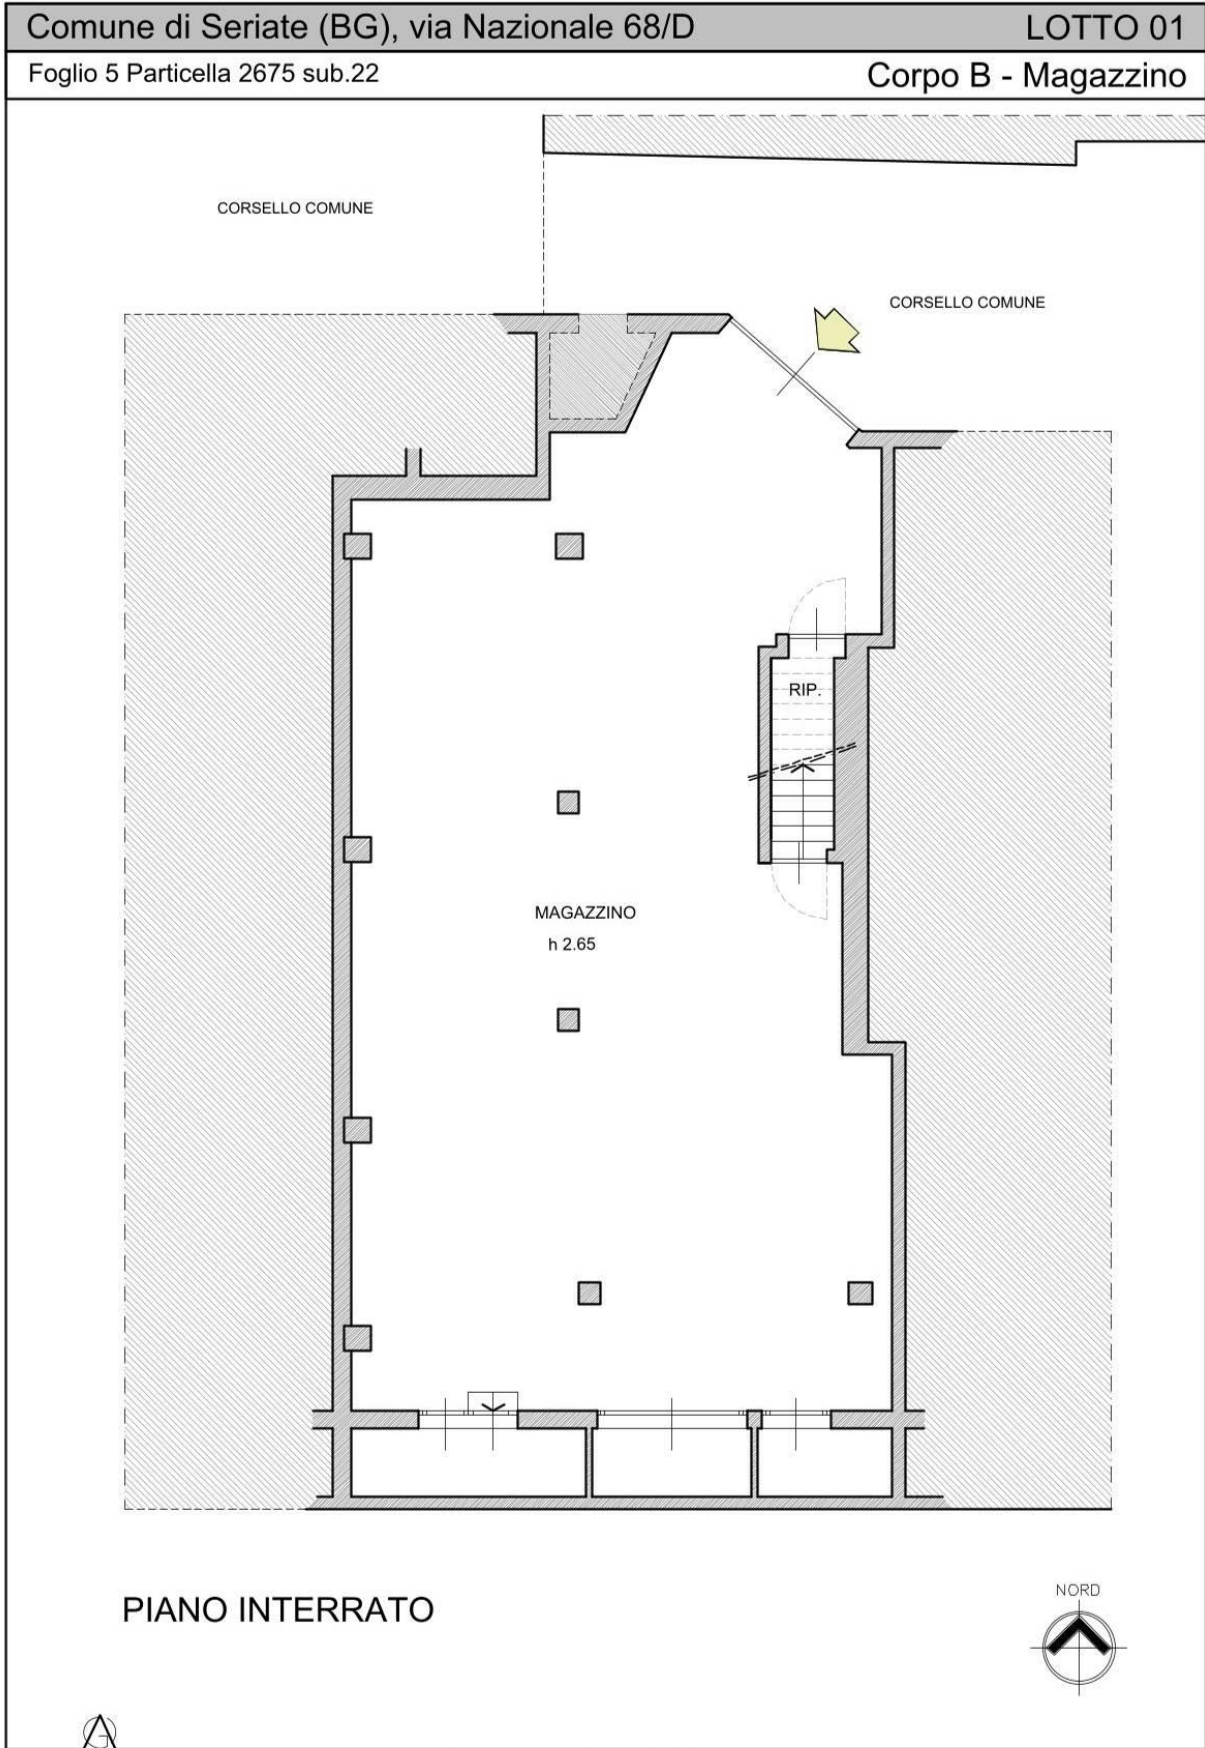 Comune di Seriate (BG), via Nazionale 68/D
LOTTO 01
Foglio 5 Particella 2675 sub.22
Corpo B - Magazzino
CORSELLO COMUNE
CORSELLO COMUNE
RIP.
MAGAZZINO
h 2.65
PIANO INTERRATO
NORD